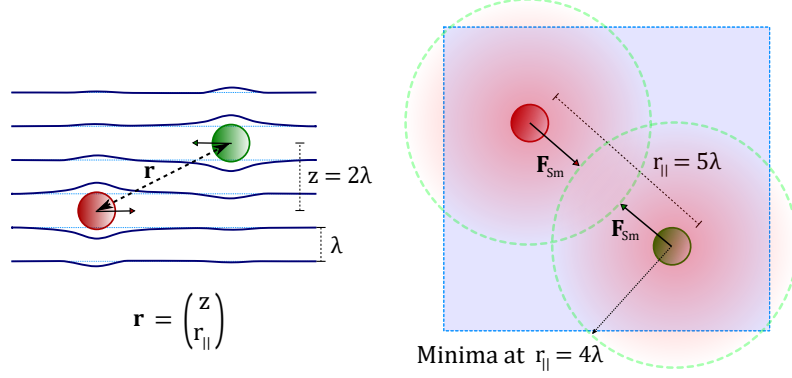 r
z = 2λ
λ
r = (z
r||)
F_Sm
r|| = 5λ
F_Sm
Minima at r|| = 4λ